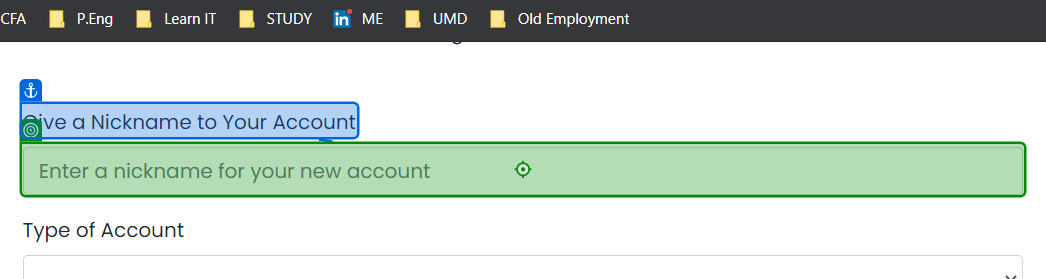 CFA P.Eng Learn IT STUDY in ME UMD Old Employment
Give a Nickname to Your Account
Enter a nickname for your new account
Type of Account